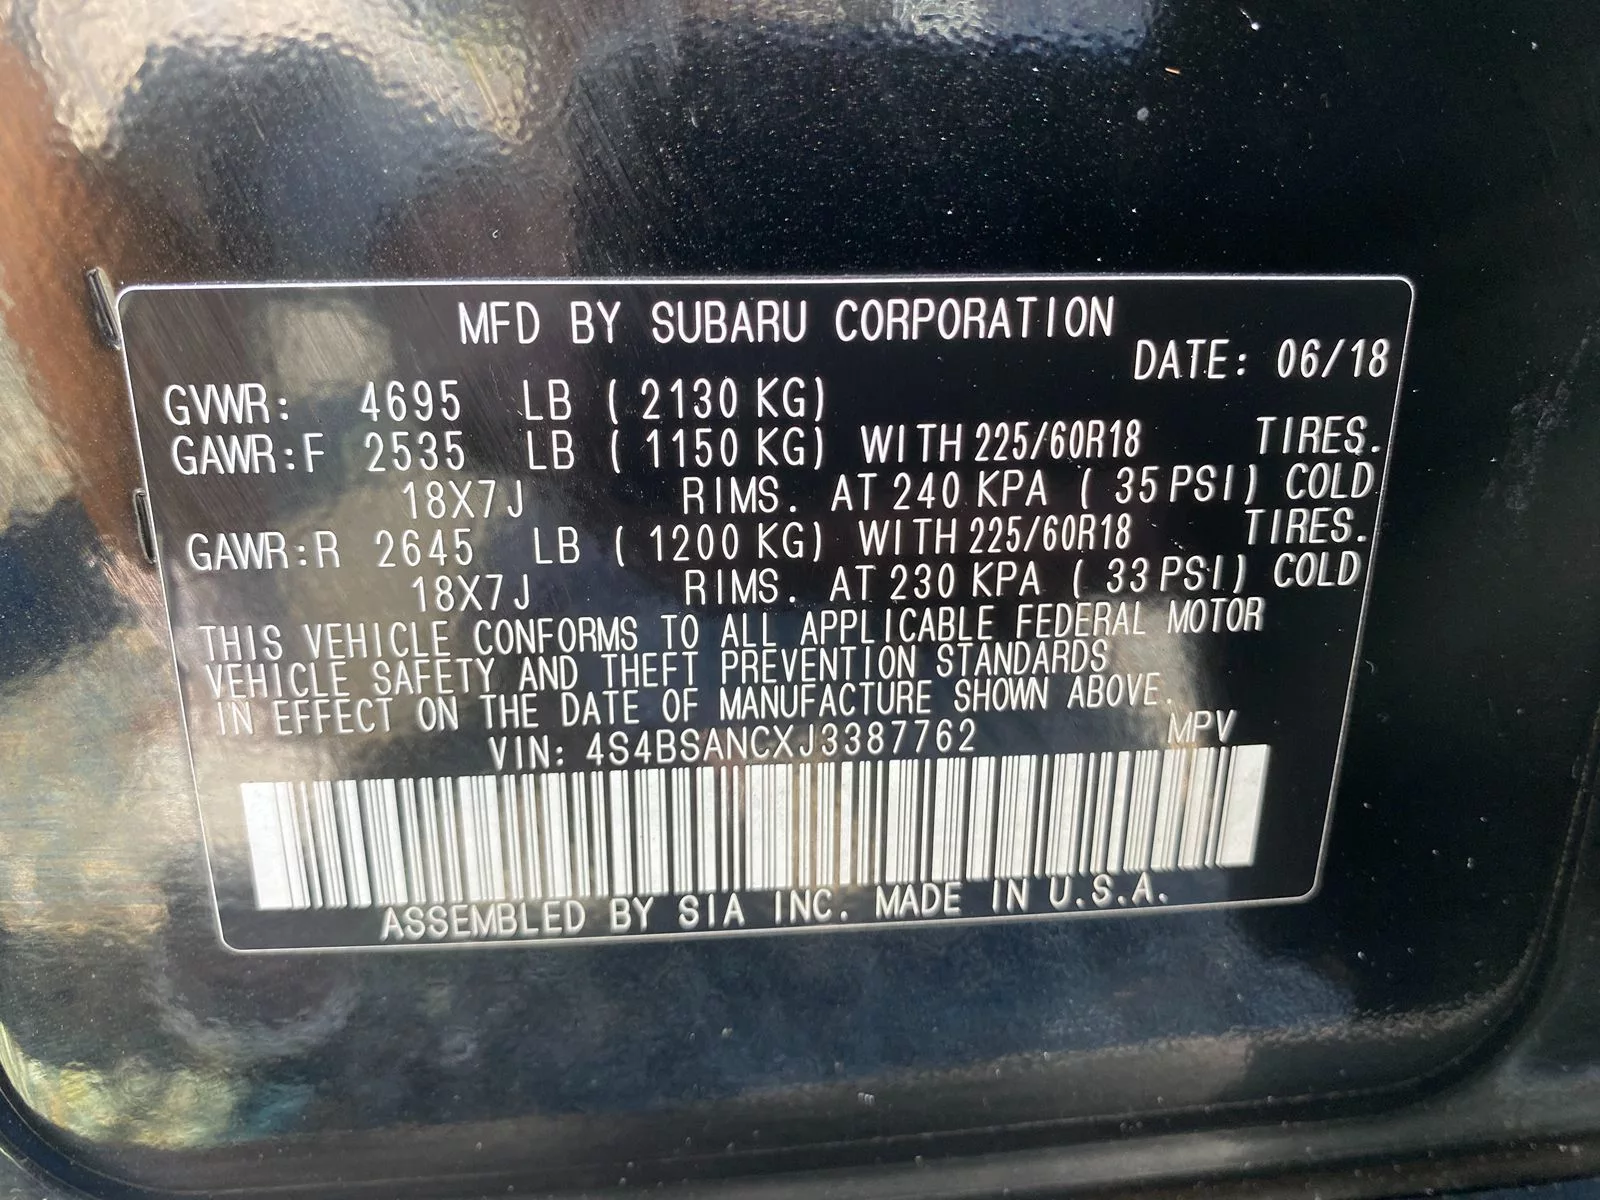 MFD BY SUBARU CORPORATION
DATE: 06/18
GVWR: 4695 LB ( 2130 KG)
GAWR:F 2535 LB ( 1150 KG) WITH 225/60R18 TIRES.
18X7J RIMS. AT 240 KPA ( 35 PSI) COLD
GAWR:R 2645 LB ( 1200 KG) WITH 225/60R18 TIRES.
18X7J RIMS. AT 230 KPA ( 33 PSI) COLD
THIS VEHICLE CONFORMS TO ALL APPLICABLE FEDERAL MOTOR
VEHICLE SAFETY AND THEFT PREVENTION STANDARDS
IN EFFECT ON THE DATE OF MANUFACTURE SHOWN ABOVE.
VIN: 4S4BSANCXJ3387762 MPV
ASSEMBLED BY SIA INC. MADE IN U.S.A.